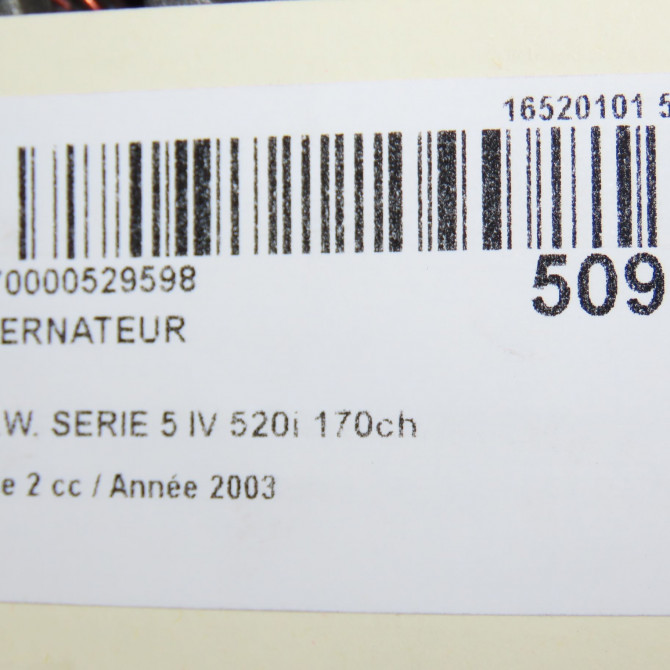 16520101 5
70000529598
509
ERNATEUR
.W. SERIE 5 IV 520i 170ch
e 2 cc / Année 2003